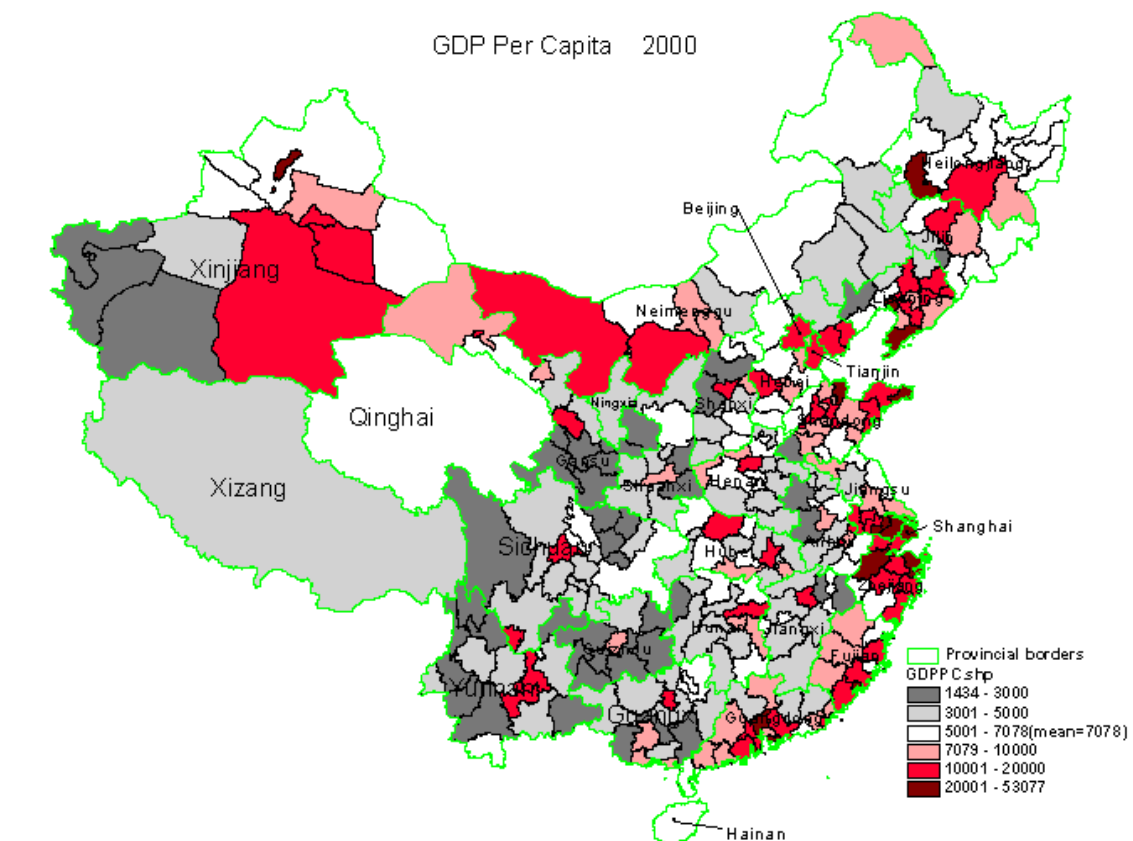 GDP Per Capita 2000
Heilongjiang
Beijing
Jilin
Xinjiang
Liaoning
Neimenggu
Tianjin
Hebei
Ningxia
Shanxi
Qinghai
Shandong
Gansu
Xizang
Shaanxi
Henan
Jiangsu
Shanghai
Sichuan
Anhui
Hubei
Zhejiang
Hunan
Jiangxi
Guizhou
Fujian
Provincial borders
GDPPC.shp
Yunnan
1434 - 3000
3001 - 5000
Guangxi
Guangdong
5001 - 7078(mean=7078)
7079 - 10000
10001 - 20000
20001 - 53077
Hainan